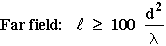 Far field: ℓ ≥ 100 d²/λ